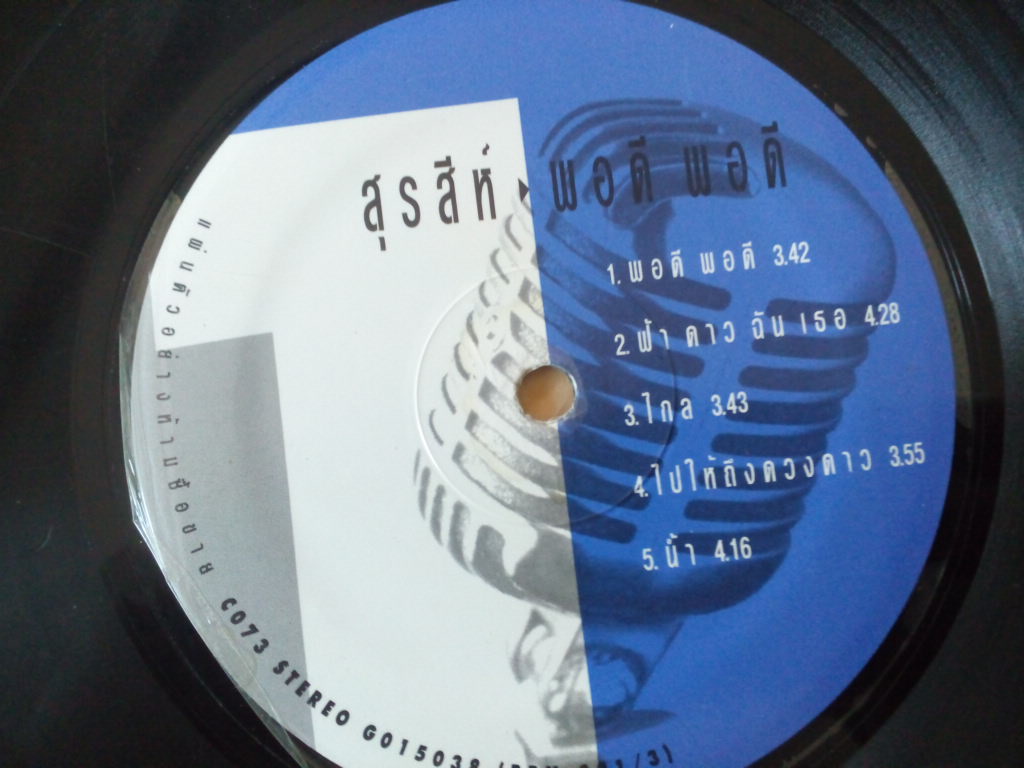 สุรสีห์ ▸ พอดี พอดี
1. พอดี พอดี 3.42
2. ฟ้า ดาว ฉัน เธอ 4.28
3. ไกล 3.43
4. ไปให้ถึงดวงดาว 3.55
5. น้ำ 4.16
C073 STEREO G015038